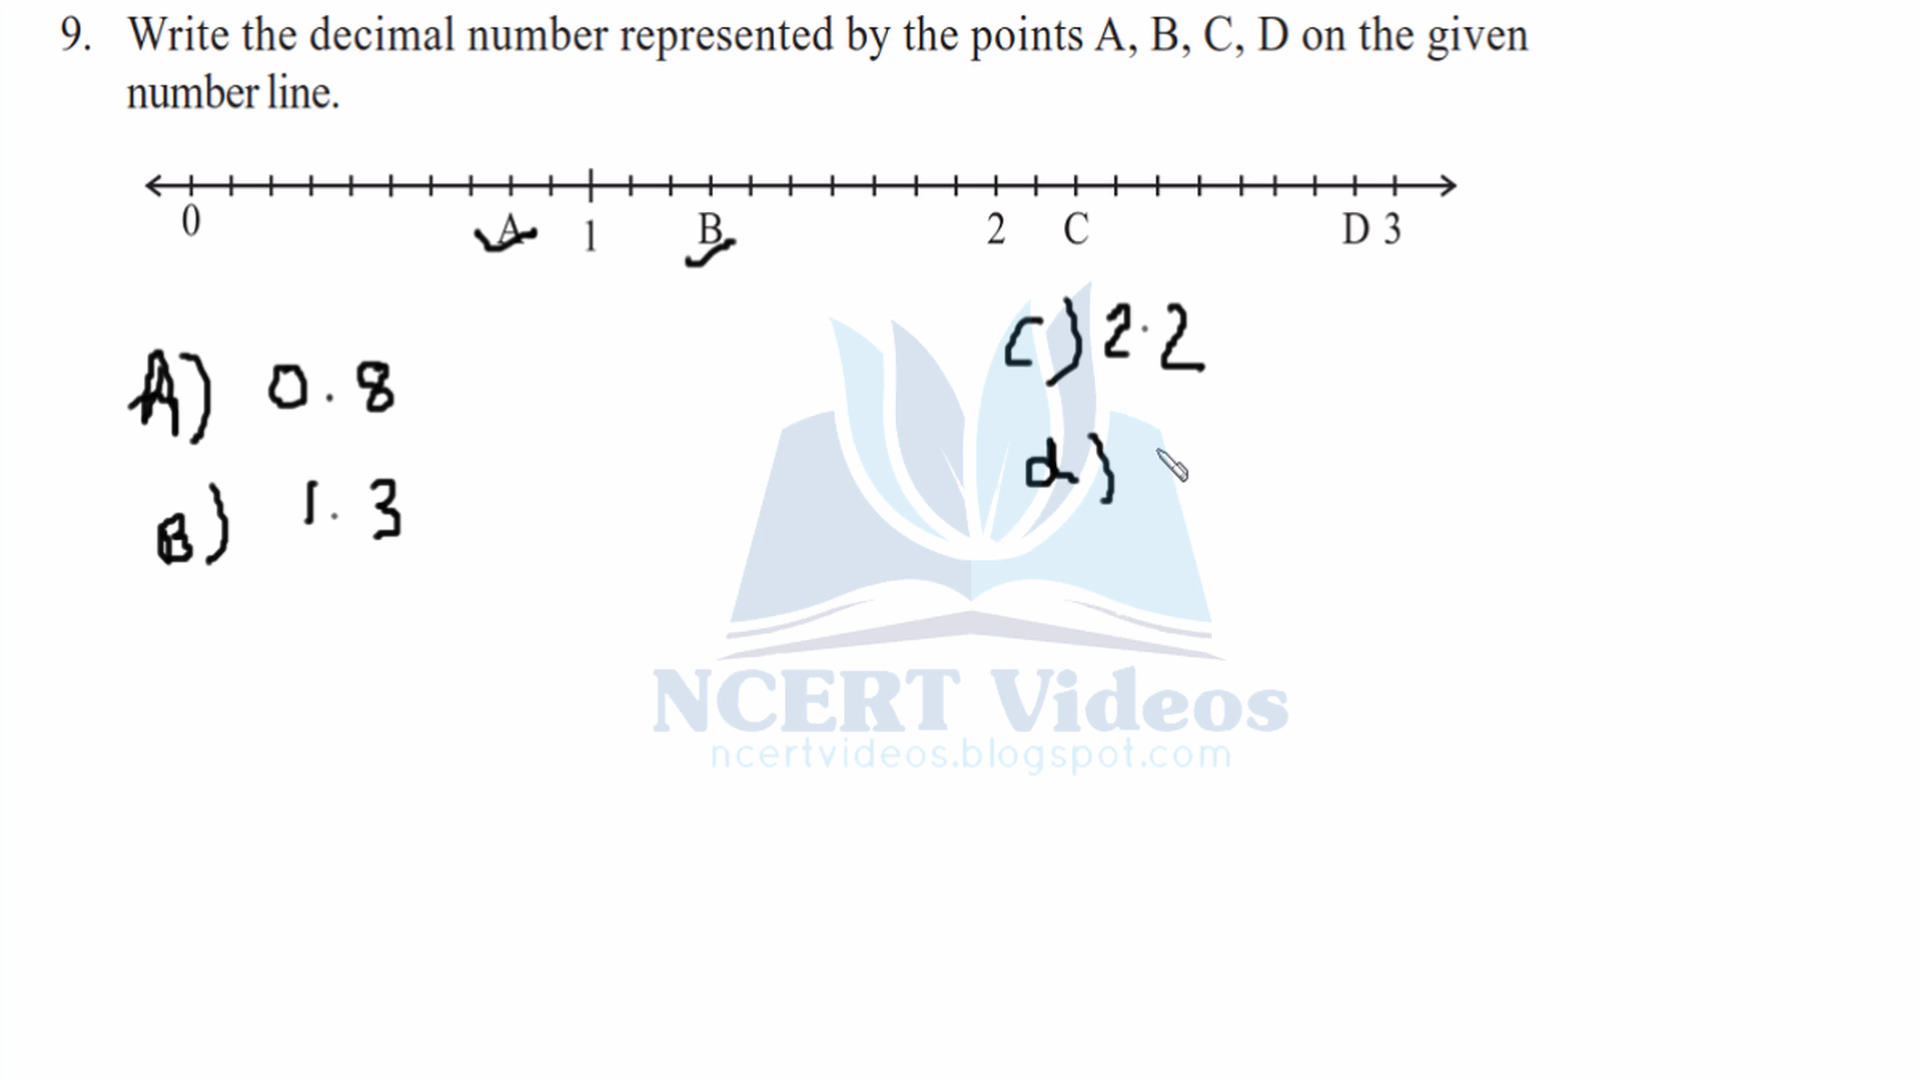 9. Write the decimal number represented by the points A, B, C, D on the given
number line.
0 A 1 B 2 C D 3
A) 0.8
B) 1.3
c) 2.2
d)
NCERT Videos
ncertvideos.blogspot.com